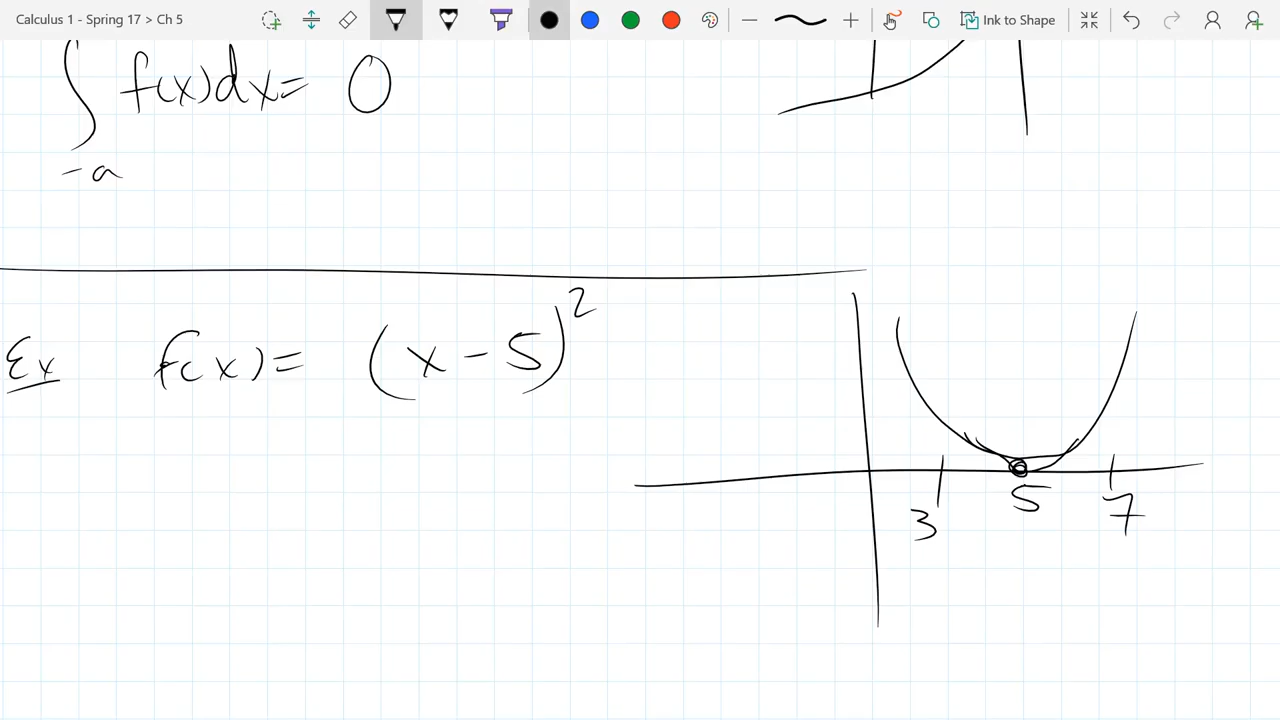 Calculus 1 - Spring 17 > Ch 5
Ink to Shape
∫ f(x)dx = 0
-a
Ex f(x) = (x - 5)²
3 5 7